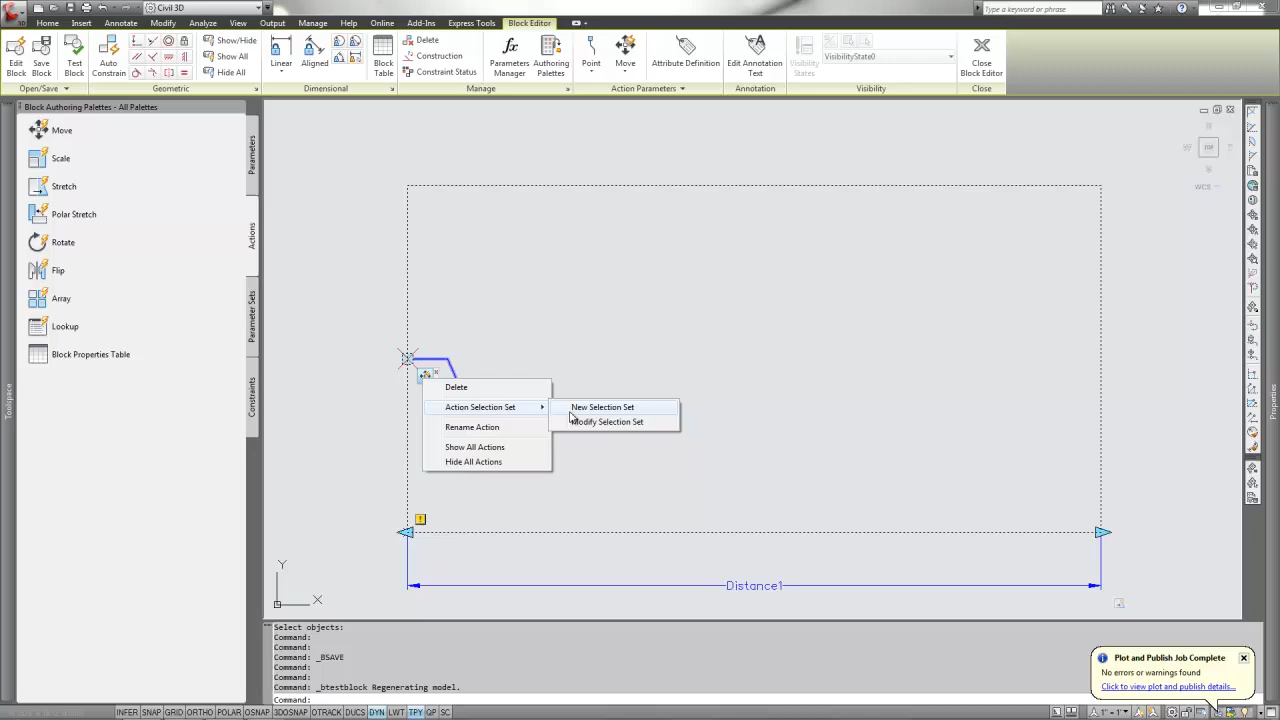 Civil 3D
Type a keyword or phrase
Home Insert Annotate Modify Analyze View Output Manage Help Online Add-Ins Express Tools Block Editor
Edit Block
Save Block
Test Block
Auto Constrain
Show/Hide
Show All
Hide All
Linear
Aligned
Block Table
Delete
Construction
Constraint Status
Parameters Manager
Authoring Palettes
Point
Move
Attribute Definition
Edit Annotation Text
Visibility States
VisibilityState0
Close Block Editor
Open/Save Geometric Dimensional Manage Action Parameters Annotation Visibility Close
Block Authoring Palettes - All Palettes
Move
Scale
Stretch
Polar Stretch
Rotate
Flip
Array
Lookup
Block Properties Table
Parameters
Actions
Parameter Sets
Constraints
Toolspace
Properties
TOP
WCS
Delete
Action Selection Set
Rename Action
Show All Actions
Hide All Actions
New Selection Set
Modify Selection Set
Distance1
Y
X
Select objects:
Command:
Command:
Command: _BSAVE
Command:
Command:
Command: _btestblock Regenerating model.
Command:
Plot and Publish Job Complete
No errors or warnings found
Click to view plot and publish details...
INFER SNAP GRID ORTHO POLAR OSNAP 3DOSNAP OTRACK DUCS DYN LWT TPY QP SC
1" = 1'